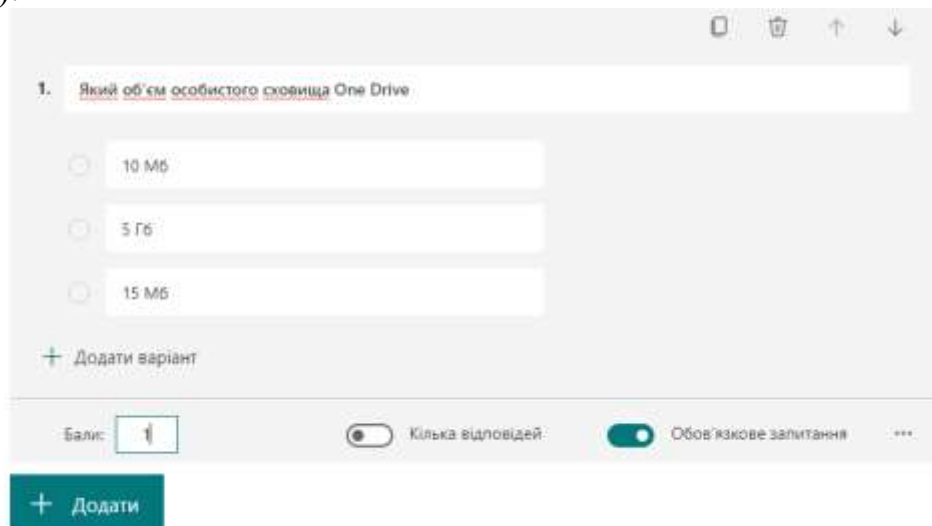 ).
1. Який об'єм особистого сховища One Drive
10 Мб
5 Гб
15 Мб
+ Додати варіант
Бали: 1 Кілька відповідей Обов'язкове запитання ...
+ Додати